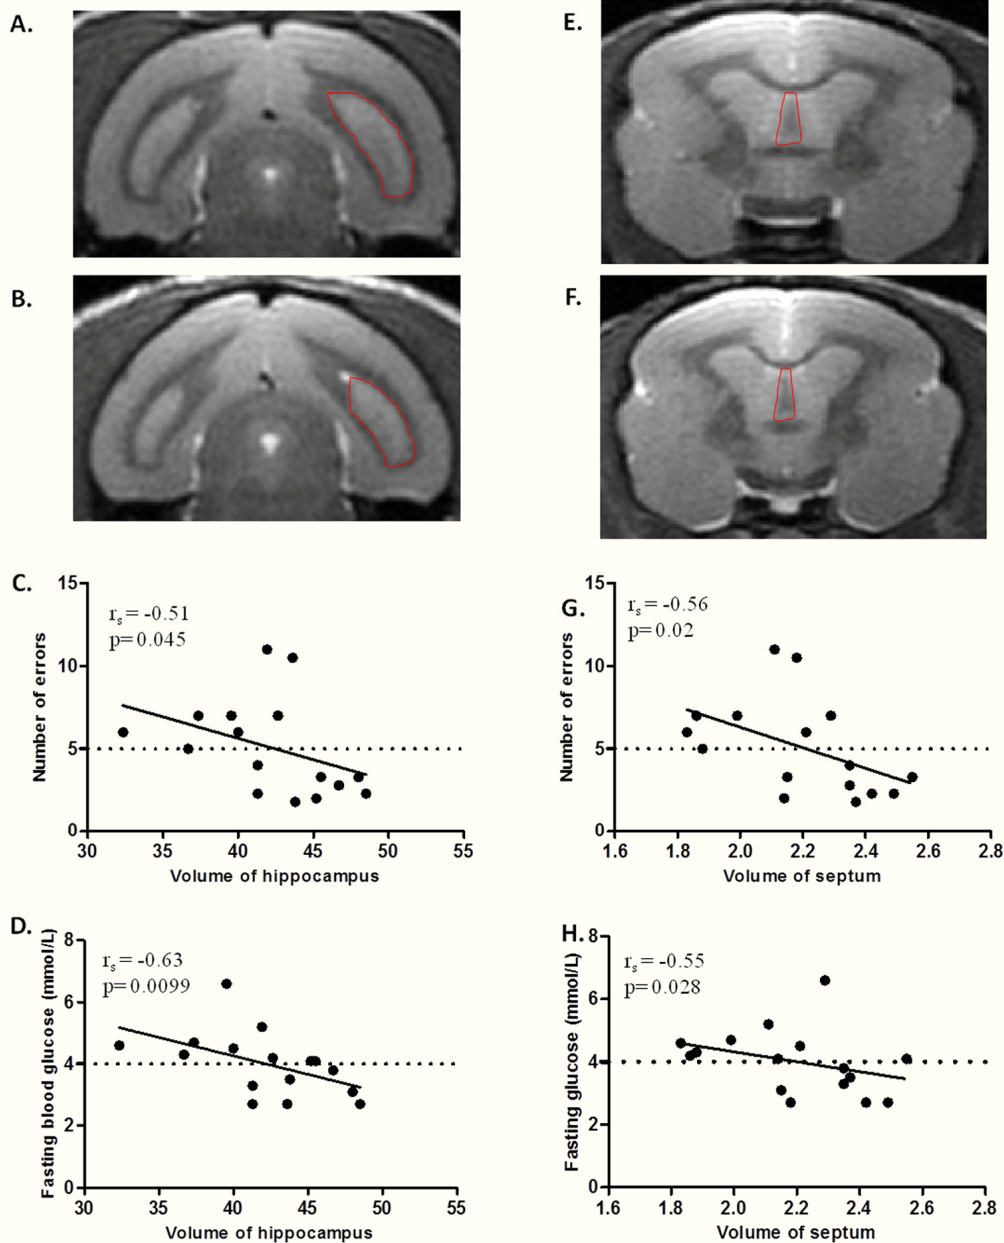 A.
B.
C.
15
10
5
0
Number of errors
r_s = -0.51
p=0.045
30
35
40
45
50
55
Volume of hippocampus
D.
8
6
4
2
0
Fasting blood glucose (mmol/L)
r_s = -0.63
p=0.0099
30
35
40
45
50
55
Volume of hippocampus
E.
F.
G.
15
10
5
0
Number of errors
r_s = -0.56
p=0.02
1.6
1.8
2.0
2.2
2.4
2.6
2.8
Volume of septum
H.
8
6
4
2
0
Fasting glucose (mmol/L)
r_s = -0.55
p=0.028
1.6
1.8
2.0
2.2
2.4
2.6
2.8
Volume of septum